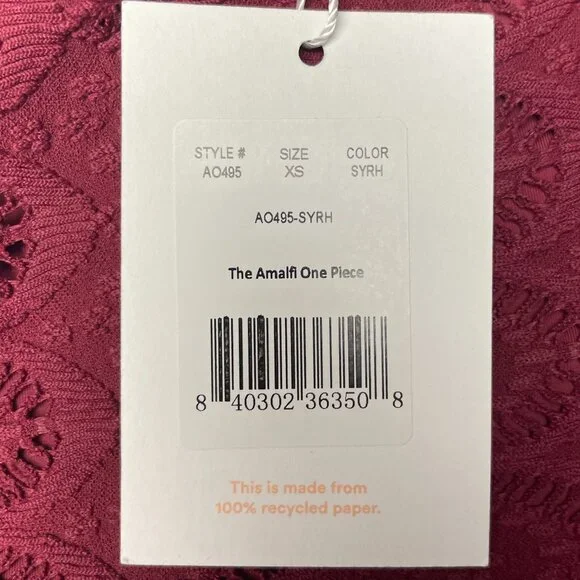 STYLE # SIZE COLOR
AO495 XS SYRH
AO495-SYRH
The Amalfi One Piece
8 40302 36350 8
This is made from
100% recycled paper.